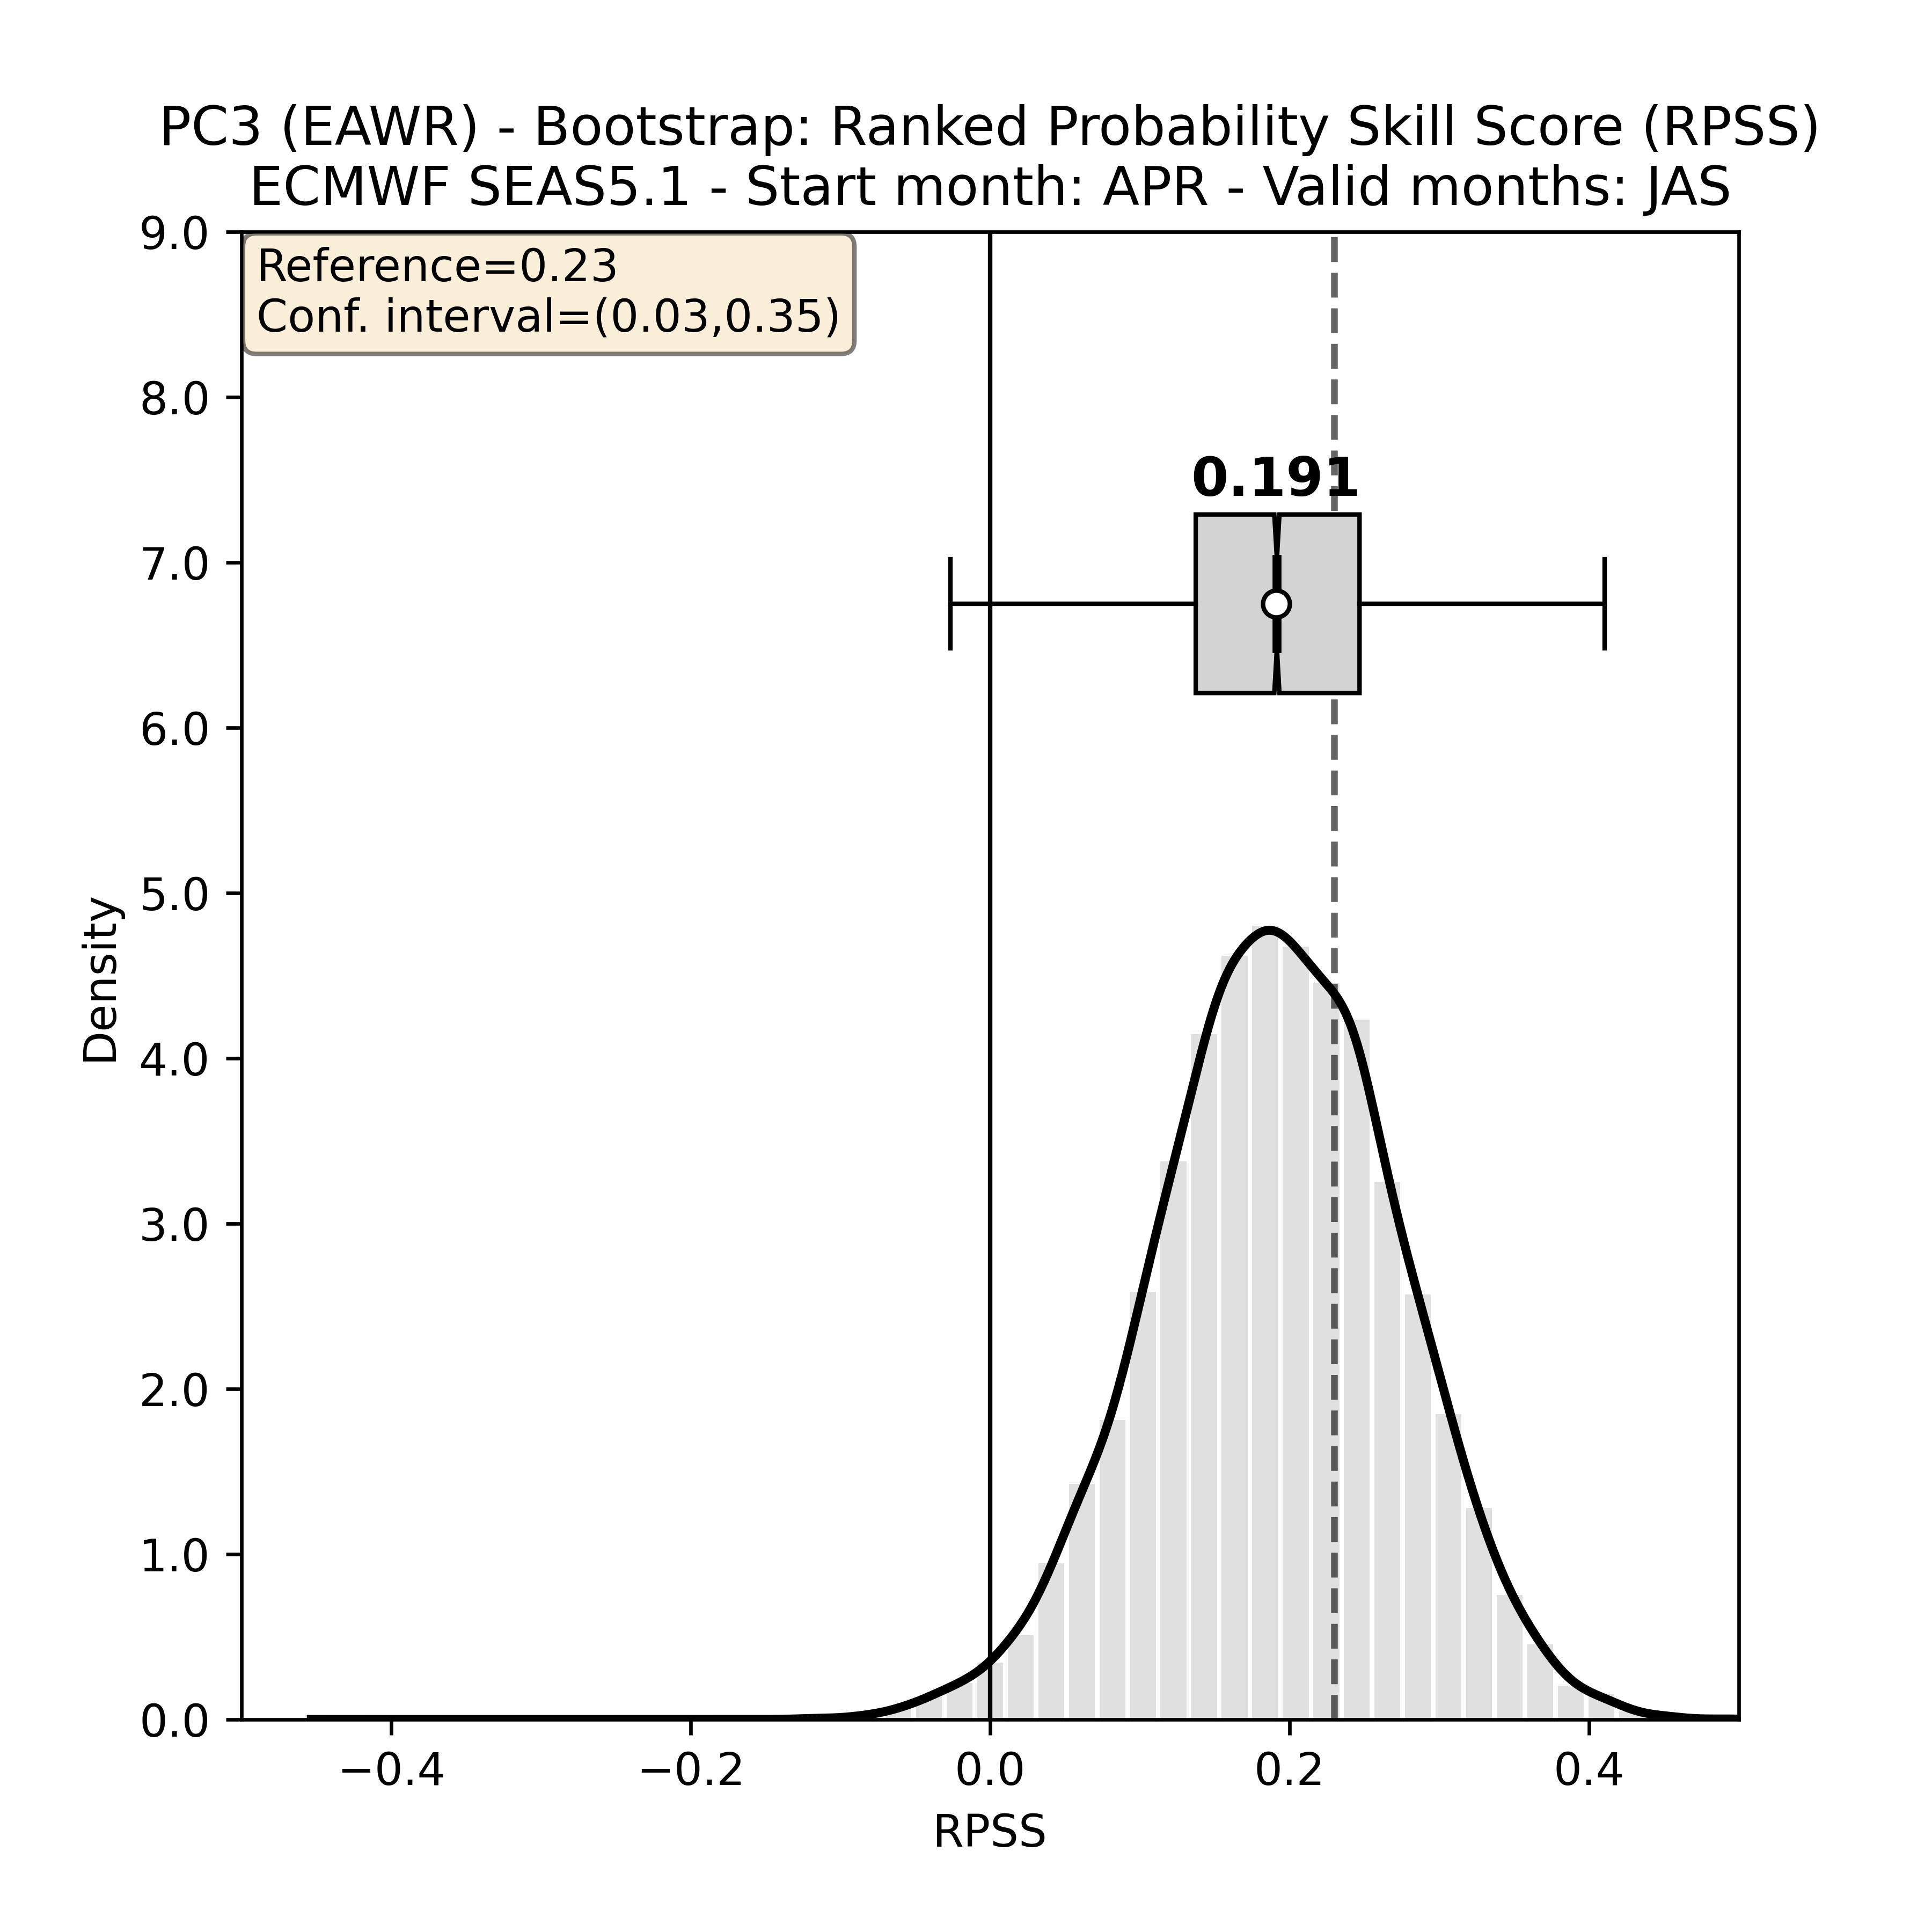 PC3 (EAWR) - Bootstrap: Ranked Probability Skill Score (RPSS)
ECMWF SEAS5.1 - Start month: APR - Valid months: JAS
Reference=0.23
Conf. interval=(0.03,0.35)
0.191
Density
9.0
8.0
7.0
6.0
5.0
4.0
3.0
2.0
1.0
0.0
−0.4 −0.2 0.0 0.2 0.4
RPSS